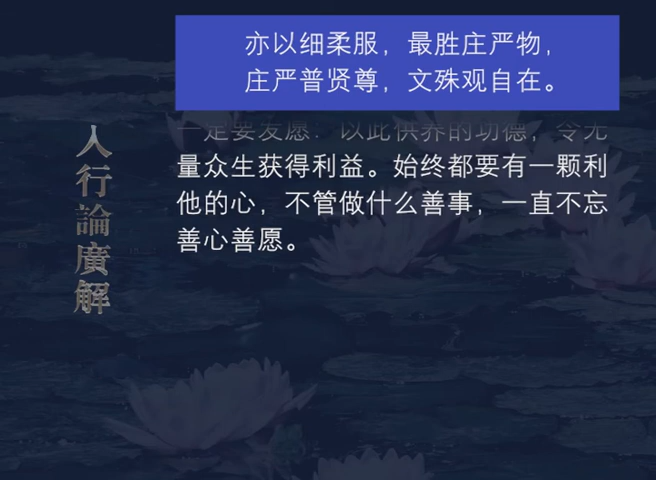 亦以细柔服，最胜庄严物，
庄严普贤尊，文殊观自在。
一定要发愿：以此供养的功德，令无
量众生获得利益。始终都要有一颗利
他的心，不管做什么善事，一直不忘
善心善愿。
入行論廣解